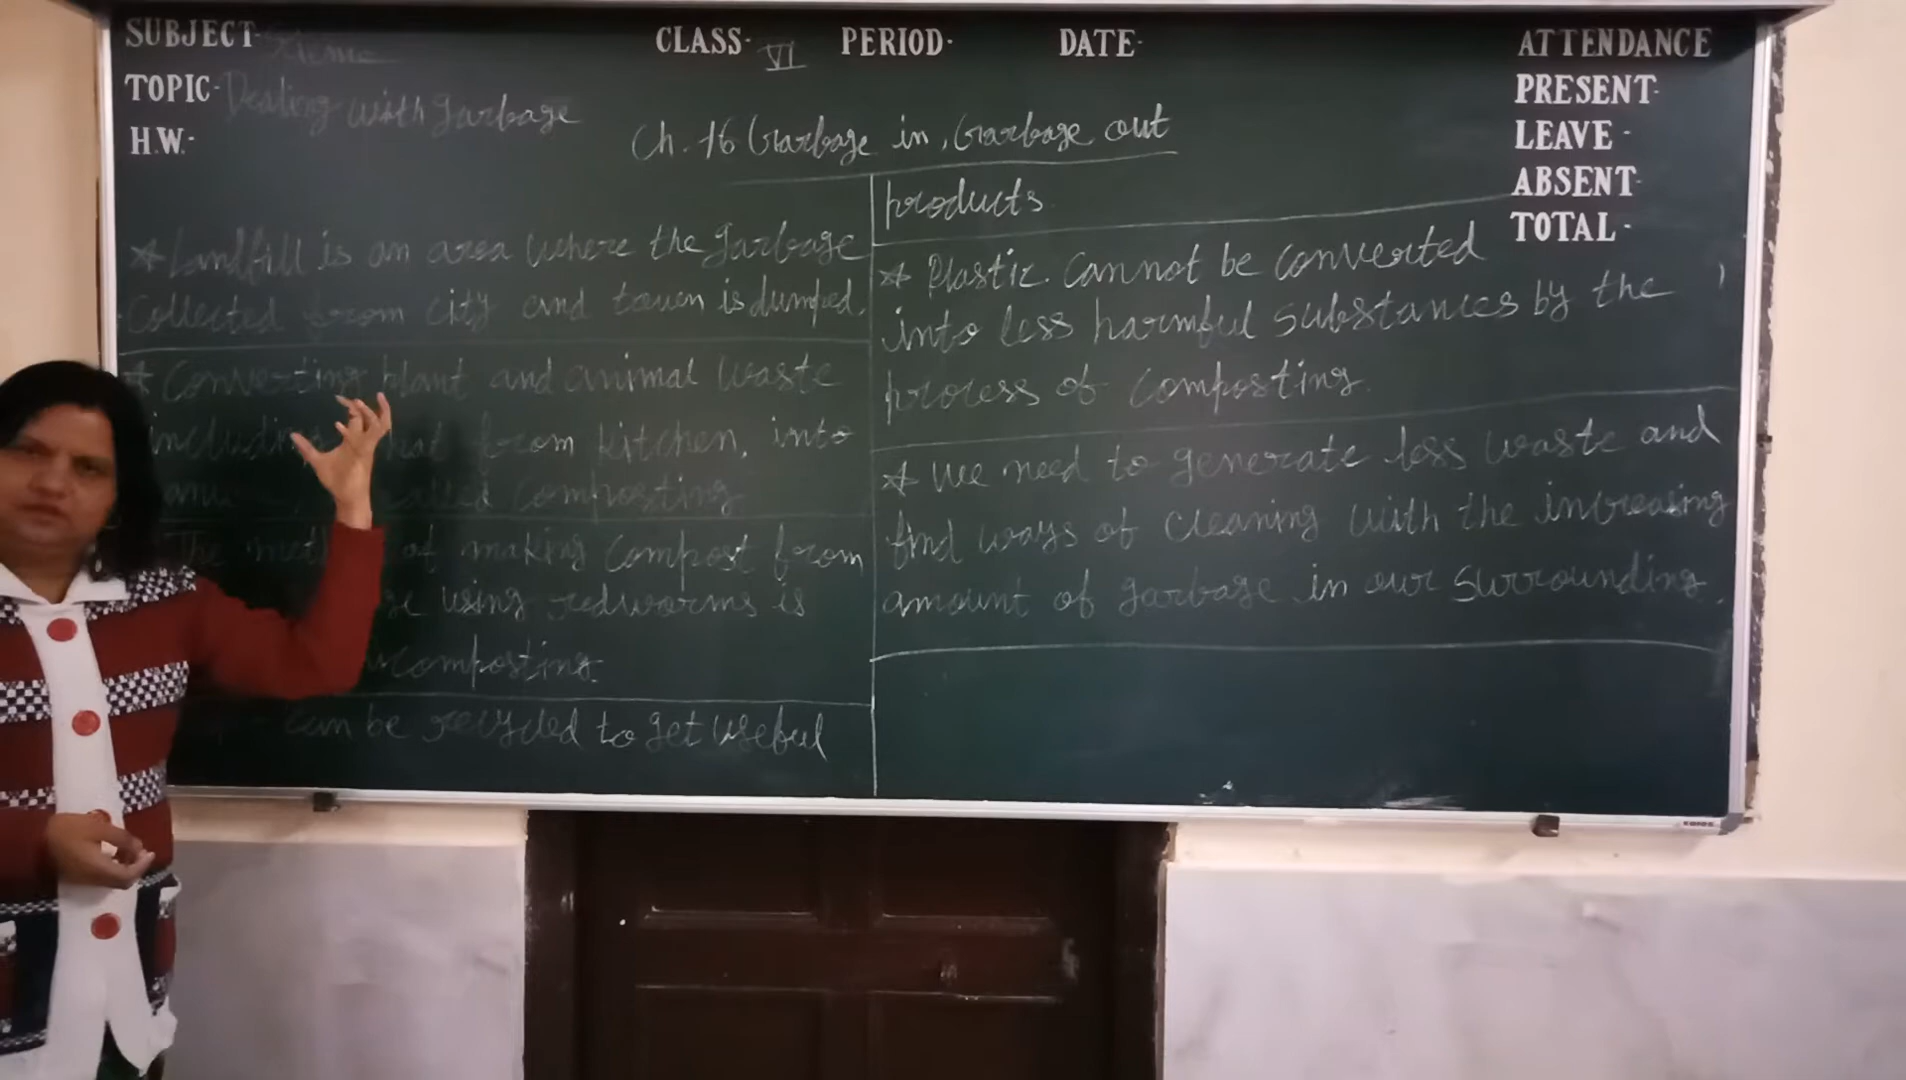 SUBJECT- Science
CLASS- VI
PERIOD-
DATE-
ATTENDANCE
TOPIC- Dealing with garbage
PRESENT-
H.W.-
LEAVE -
ABSENT-
TOTAL -
Ch. 16 Garbage in, Garbage out
* Landfill is an area where the garbage
collected from city and town is dumped.
* Converting plant and animal waste
including that from kitchen, into
called composting
The of making compost from
using redworms is
composting.
can be recycled to get useful
products
* Plastic. cannot be converted
into less harmful substances by the
process of composting.
* We need to generate less waste and
find ways of cleaning with the increasing
amount of garbage in our surrounding.